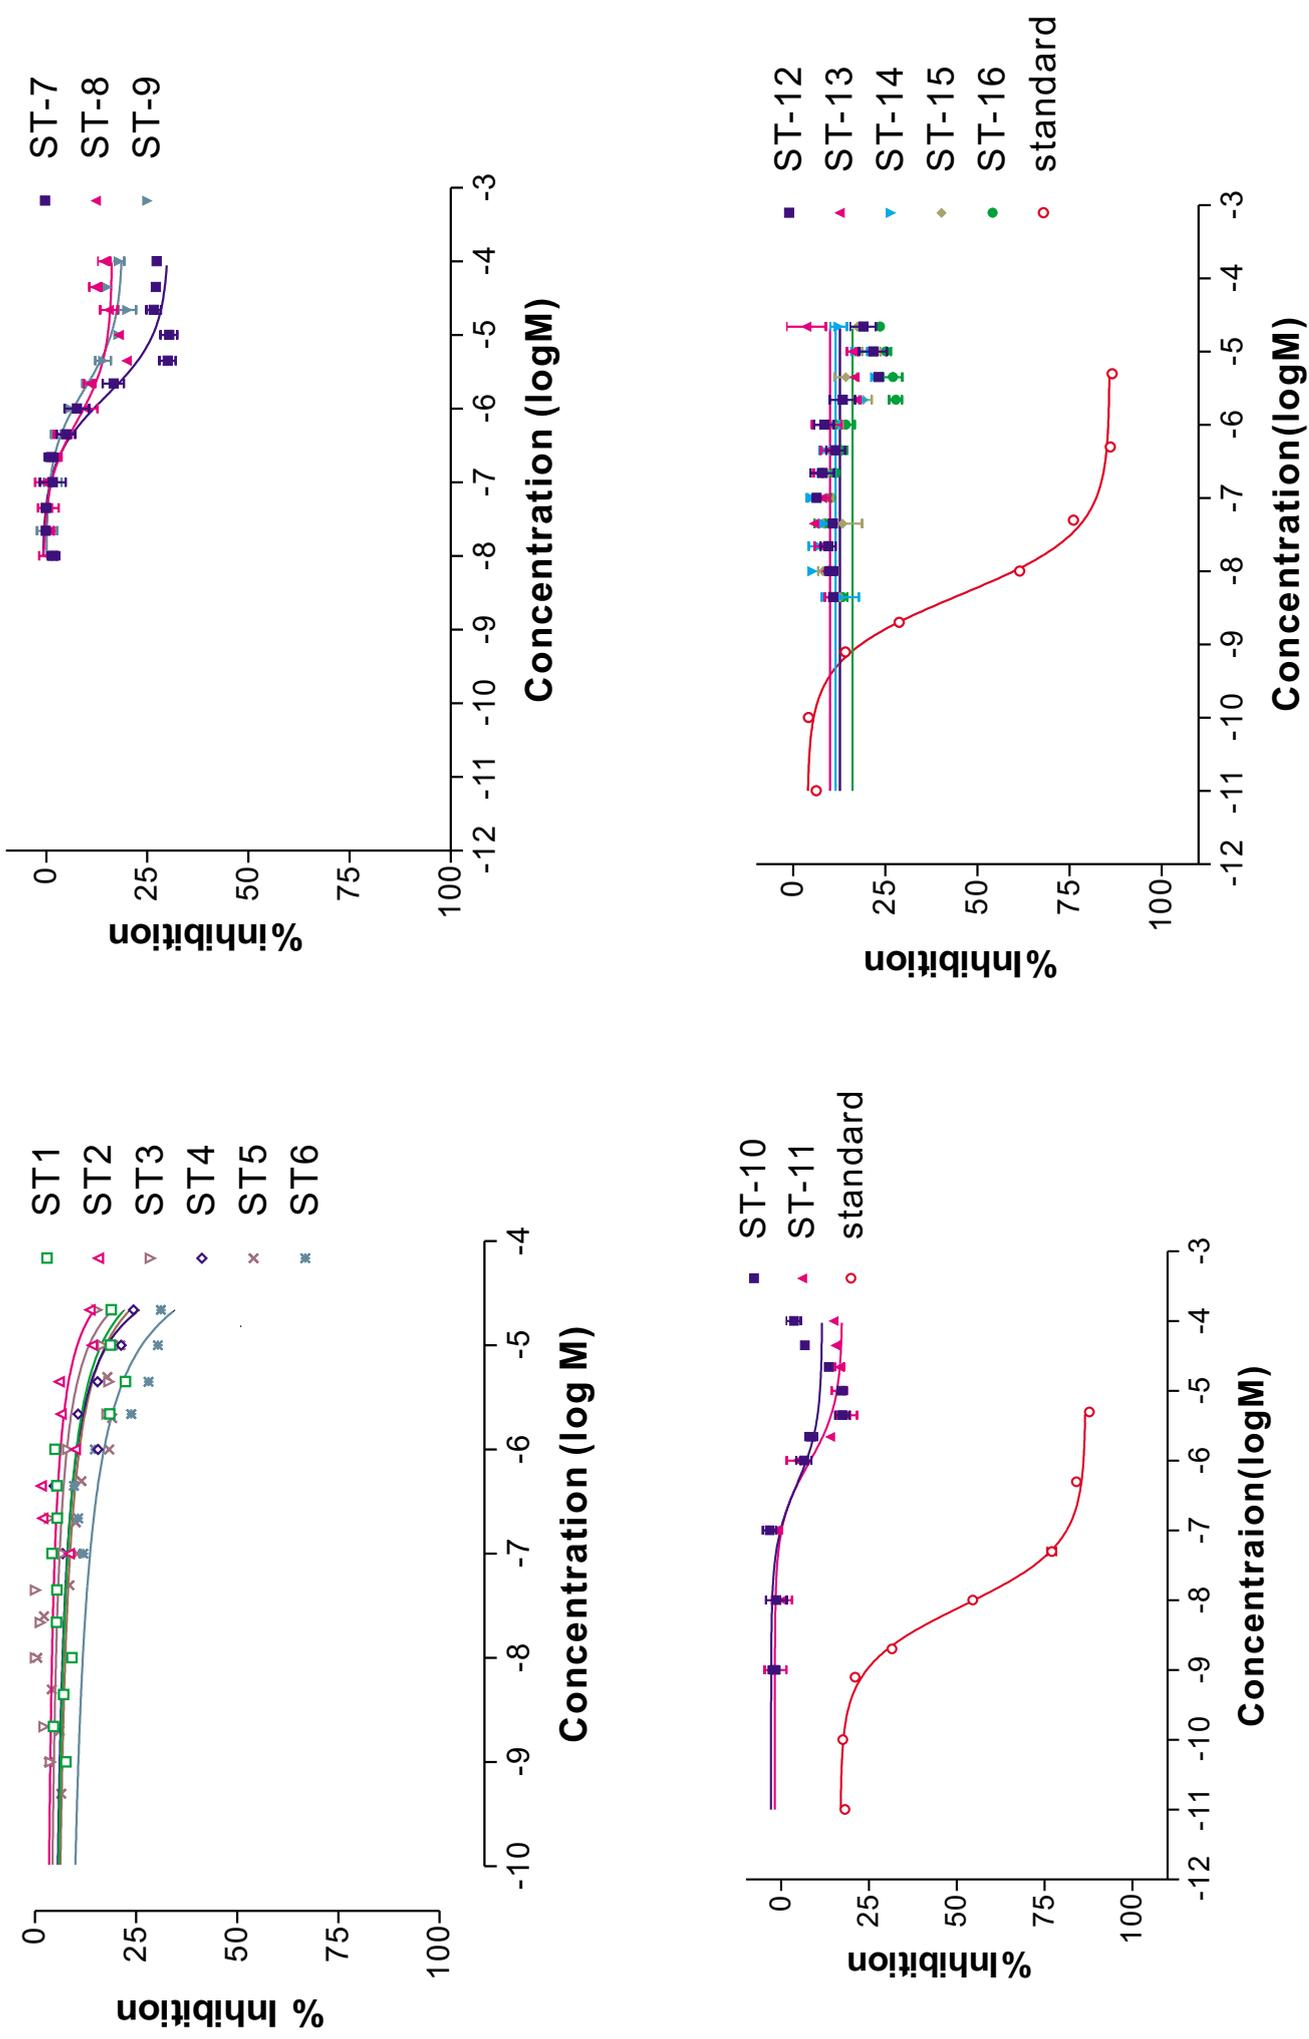 % Inhibition
0
25
50
75
100
-10
-9
-8
-7
-6
-5
-4
Concentration (log M)
ST1
ST2
ST3
ST4
ST5
ST6
%inhibition
0
25
50
75
100
-12
-11
-10
-9
-8
-7
-6
-5
-4
-3
Concentration (logM)
ST-7
ST-8
ST-9
%Inhibition
0
25
50
75
100
-12
-11
-10
-9
-8
-7
-6
-5
-4
-3
Concentraion(logM)
ST-10
ST-11
standard
%Inhibition
0
25
50
75
100
-12
-11
-10
-9
-8
-7
-6
-5
-4
-3
Concentration(logM)
ST-12
ST-13
ST-14
ST-15
ST-16
standard